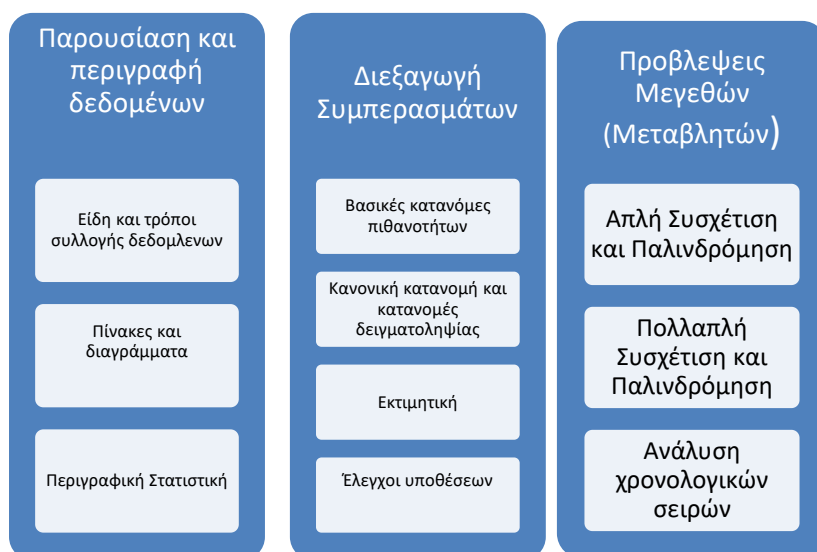 Παρουσίαση και
περιγραφή
δεδομένων
Είδη και τρόποι
συλλογής δεδομλενων
Πίνακες και
διαγράμματα
Περιγραφική Στατιστική
Διεξαγωγή
Συμπερασμάτων
Βασικές κατανόμες
πιθανοτήτων
Κανονική κατανομή και
κατανομές
δειγματοληψίας
Εκτιμητική
Έλεγχοι υποθέσεων
Προβλεψεις
Μεγεθών
(Μεταβλητών)
Απλή Συσχέτιση
και Παλινδρόμηση
Πολλαπλή
Συσχέτιση και
Παλινδρόμηση
Ανάλυση
χρονολογικών
σειρών